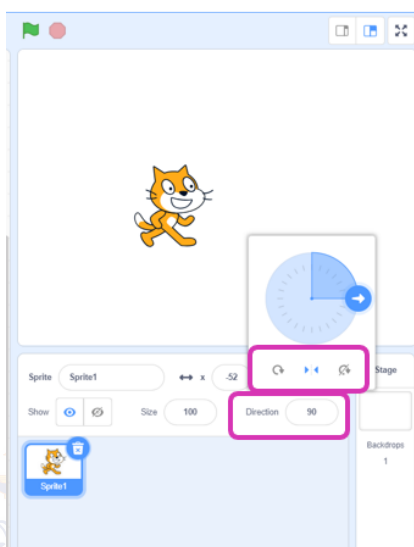 Sprite Sprite1 x -52 Stage
Show Size 100 Direction 90
Backdrops
1
Sprite1